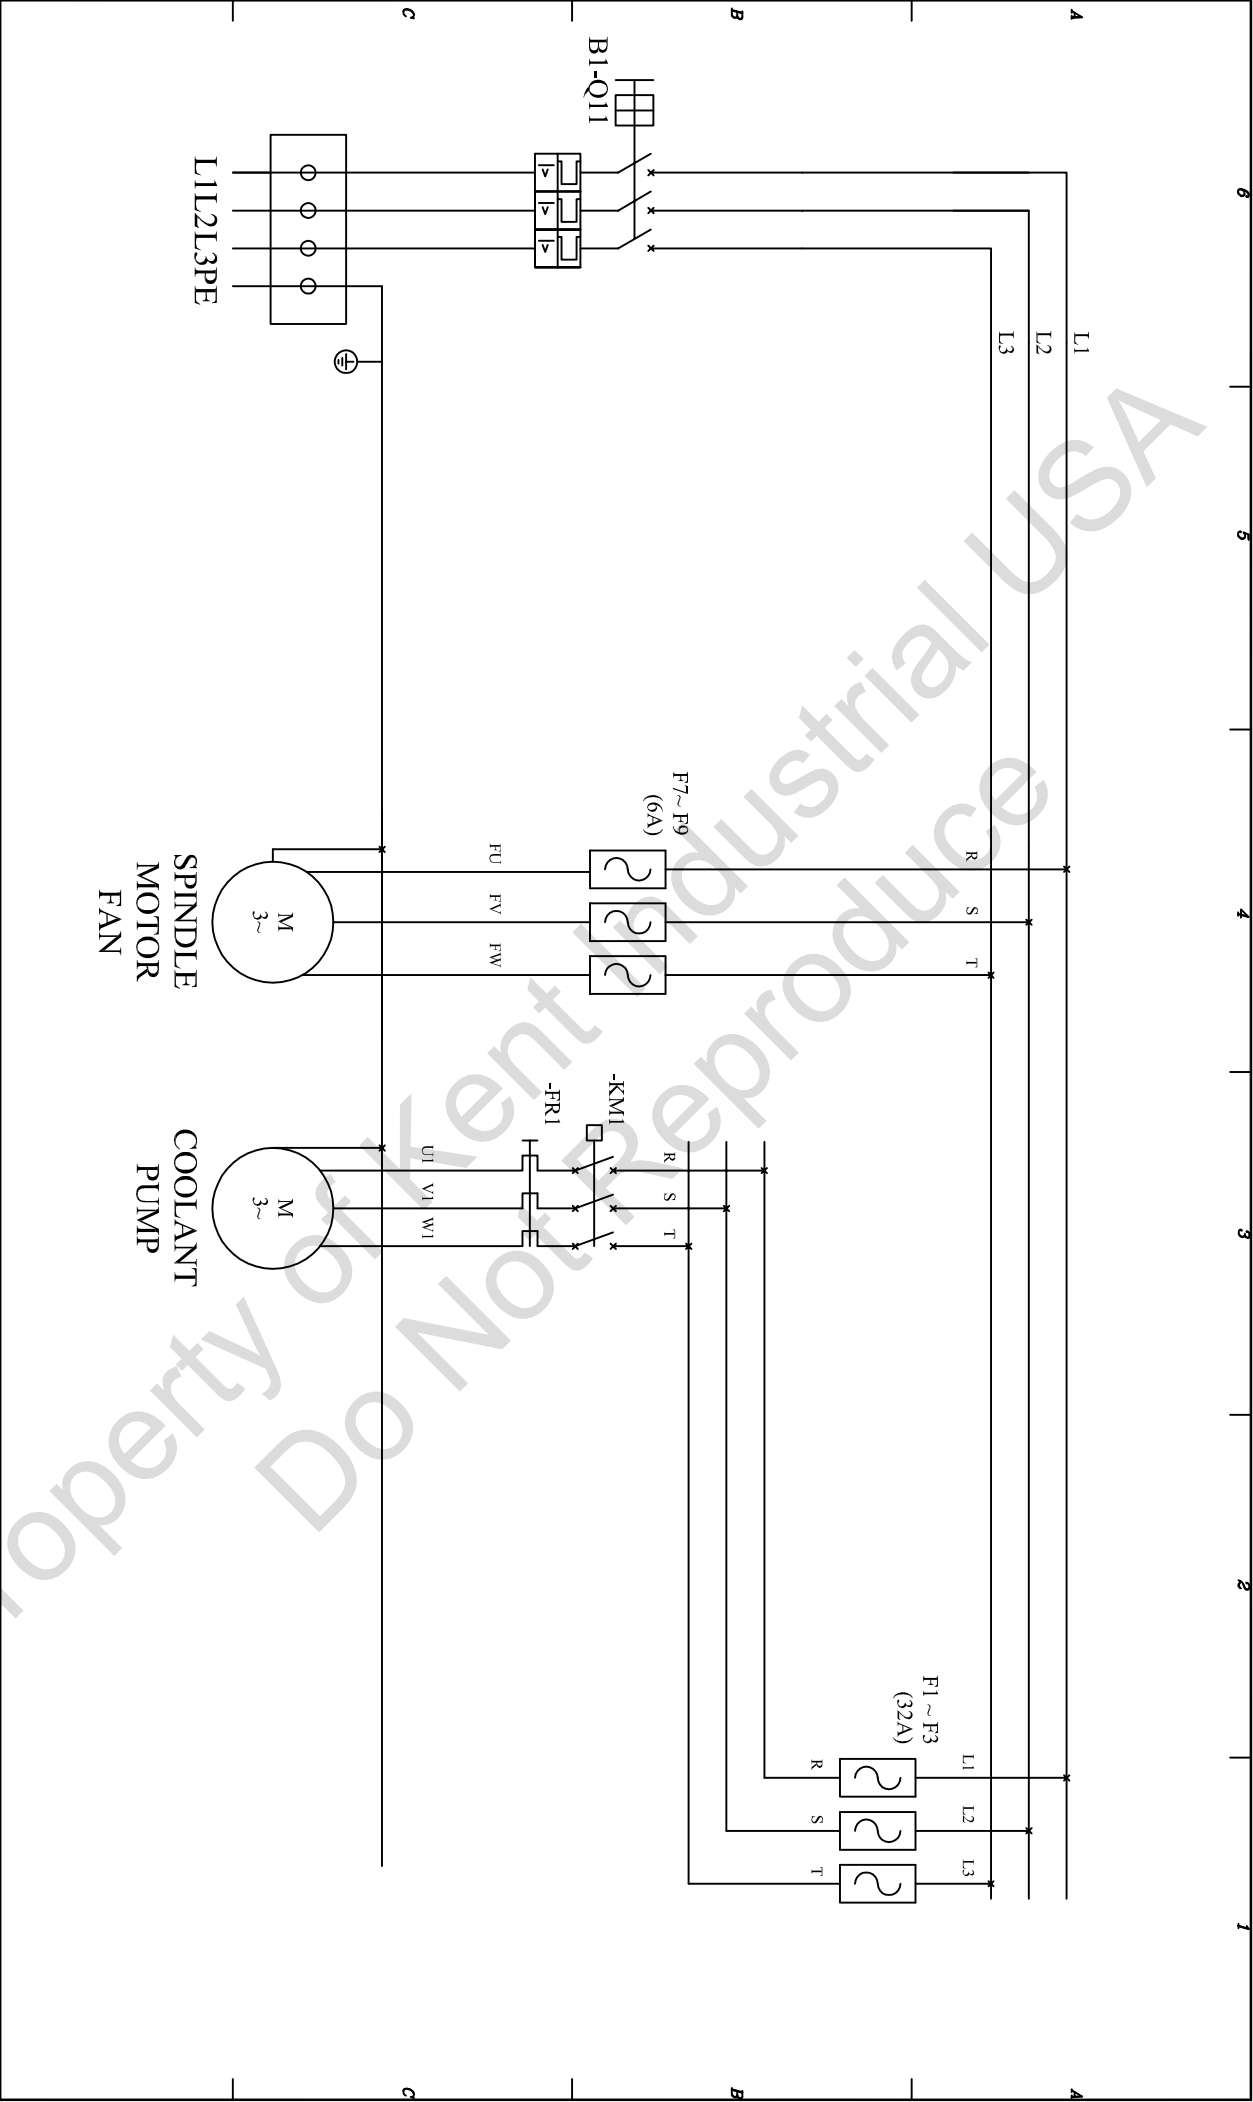 6
5
4
3
2
1
A
A
B
B
C
C
L1
L2
L3
B1-Q11
L1L2L3PE
R
S
T
F7~ F9
(6A)
FU
FV
FW
M
3~
SPINDLE
MOTOR
FAN
R
S
T
-KM1
-FR1
U1
V1
W1
M
3~
COOLANT
PUMP
F1 ~ F3
(32A)
L1
L2
L3
R
S
T
operty of Kent Industrial USA
Do Not Reproduce